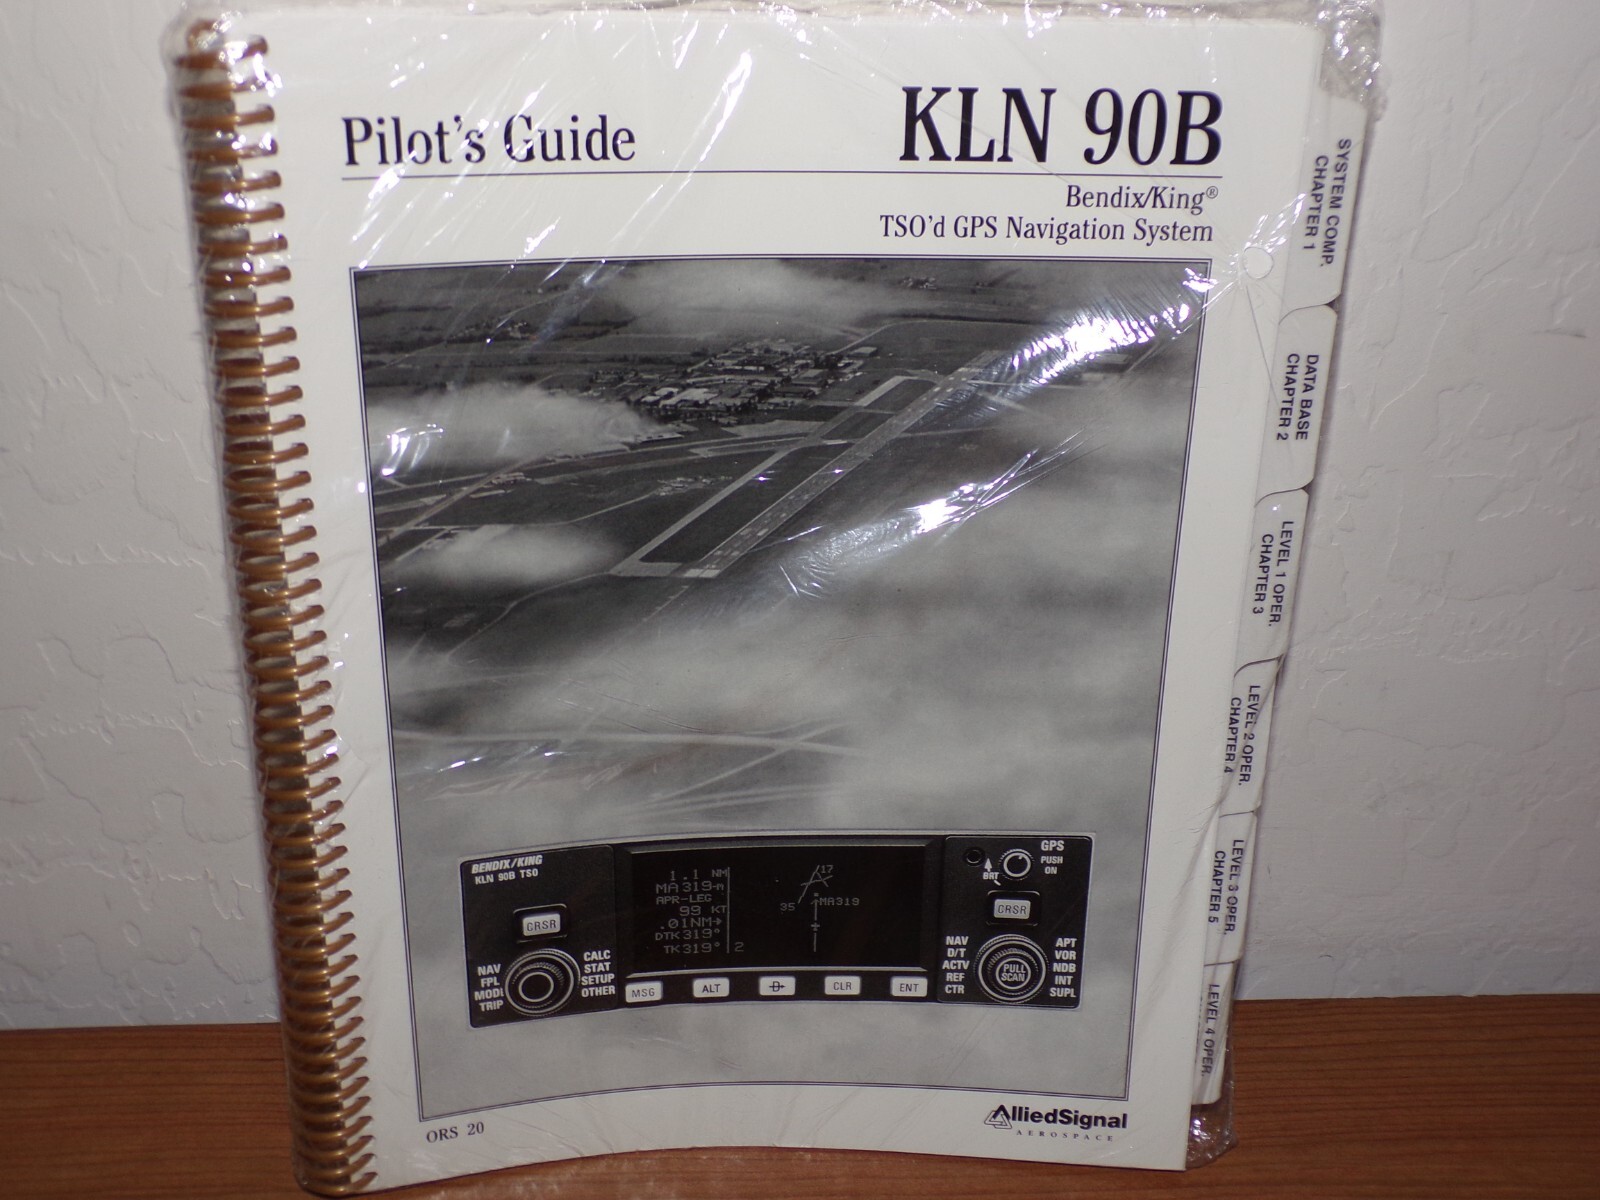 Pilot's Guide
KLN 90B
Bendix/King®
TSO'd GPS Navigation System
SYSTEM COMP.
CHAPTER 1
DATA BASE
CHAPTER 2
LEVEL 1 OPER.
CHAPTER 3
LEVEL 2 OPER.
CHAPTER 4
LEVEL 3 OPER.
CHAPTER 5
LEVEL 4 OPER.
BENDIX/KING
KLN 90B TSO
CRSR
NAV
FPL
MODE
TRIP
CALC
STAT
SETUP
OTHER
1.1 NM
MA319-m
APR-LEG
99 KT
.01NM→
DTK319°
TK319°
2
17
35
MA319
MSG
ALT
D→
CLR
ENT
GPS
PUSH
ON
BRT
CRSR
NAV
D/T
ACTV
REF
CTR
PULL
SCAN
APT
VOR
NDB
INT
SUPL
ORS 20
AlliedSignal
AEROSPACE